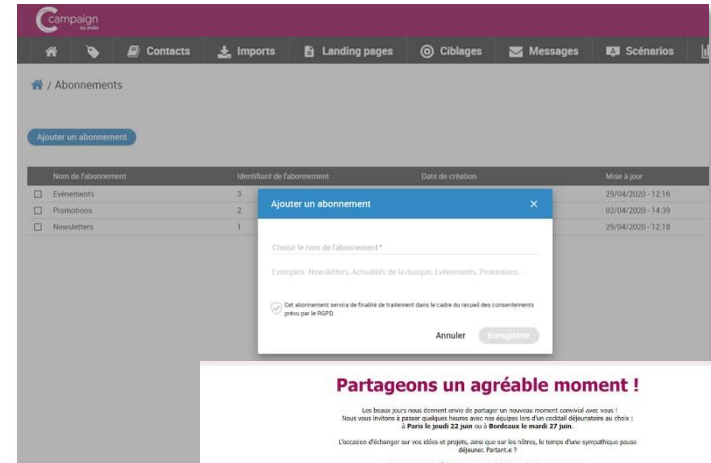 campaign
Contacts Imports Landing pages Ciblages Messages Scénarios
/ Abonnements
Ajouter un abonnement
Nom de l'abonnement Identifiant de l'abonnement Date de création Mise à jour
Evénements 3 29/04/2020 - 12:16
Promotions 2 02/04/2020 - 14:39
Newsletters 1 29/04/2020 - 12:18
Ajouter un abonnement ×
Choisir le nom de l'abonnement *
Exemples: Newsletters, Actualités de la marque, Evénements, Promotions...
Cet abonnement servira de finalité de traitement dans le cadre du recueil des consentements
prévu par le RGPD
Annuler Enregistrer
Partageons un agréable moment !
Les beaux jours nous donnent envie de partager un nouveau moment convivial avec vous !
Nous vous invitons à passer quelques heures avec nos équipes lors d'un cocktail déjeunatoire au choix :
à Paris le jeudi 22 juin ou à Bordeaux le mardi 27 juin.
L'occasion d'échanger sur vos idées et projets, ainsi que sur les nôtres, le temps d'une sympathique pause
déjeuner. Partant.e ?